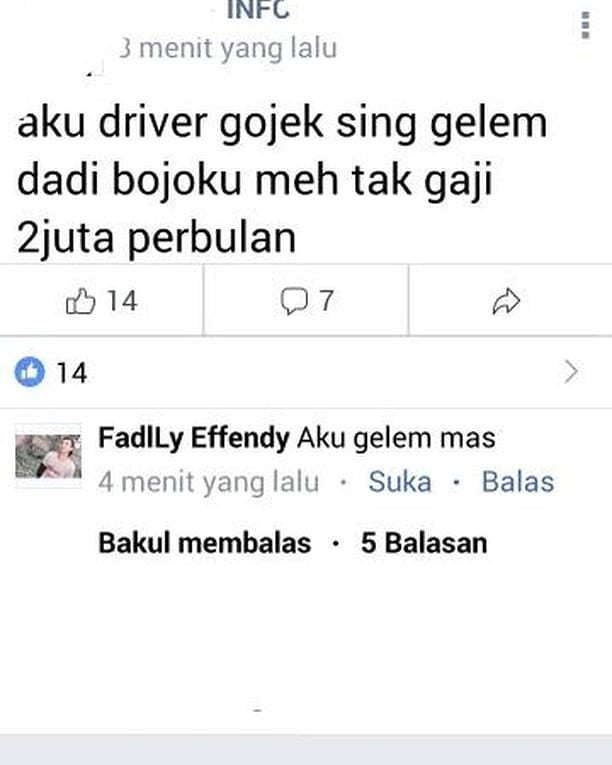 INFO
3 menit yang lalu
aku driver gojek sing gelem
dadi bojoku meh tak gaji
2juta perbulan
14
7
14
FadlLy Effendy Aku gelem mas
4 menit yang lalu · Suka · Balas
Bakul membalas · 5 Balasan